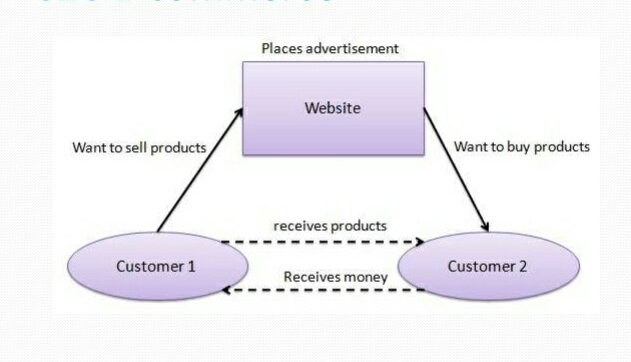 Places advertisement
Website
Want to sell products
Want to buy products
receives products
Customer 1
Customer 2
Receives money